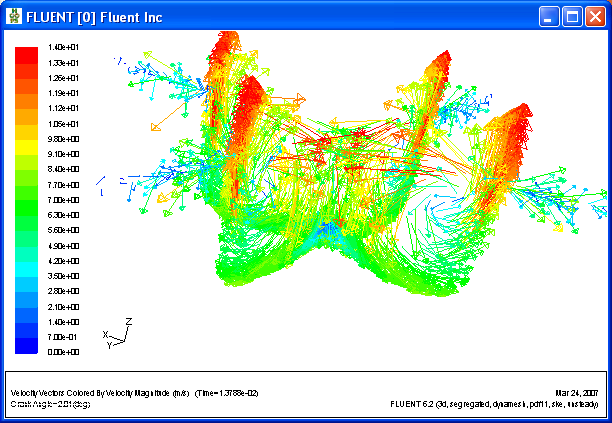 FLUENT [0] Fluent Inc
1.40e+01
1.33e+01
1.26e+01
1.19e+01
1.12e+01
1.05e+01
9.80e+00
9.10e+00
8.40e+00
7.70e+00
7.00e+00
6.30e+00
5.60e+00
4.90e+00
4.20e+00
3.50e+00
2.80e+00
2.10e+00
1.40e+00
7.00e-01
0.00e+00
Z
X
Y
Velocity Vectors Colored By Velocity Magnitude (m/s) (Time=1.3788e-02)
Mar 24, 2007
FLUENT 6.2 (3d, segregated, dynamesh, pdf11, ske, unsteady)